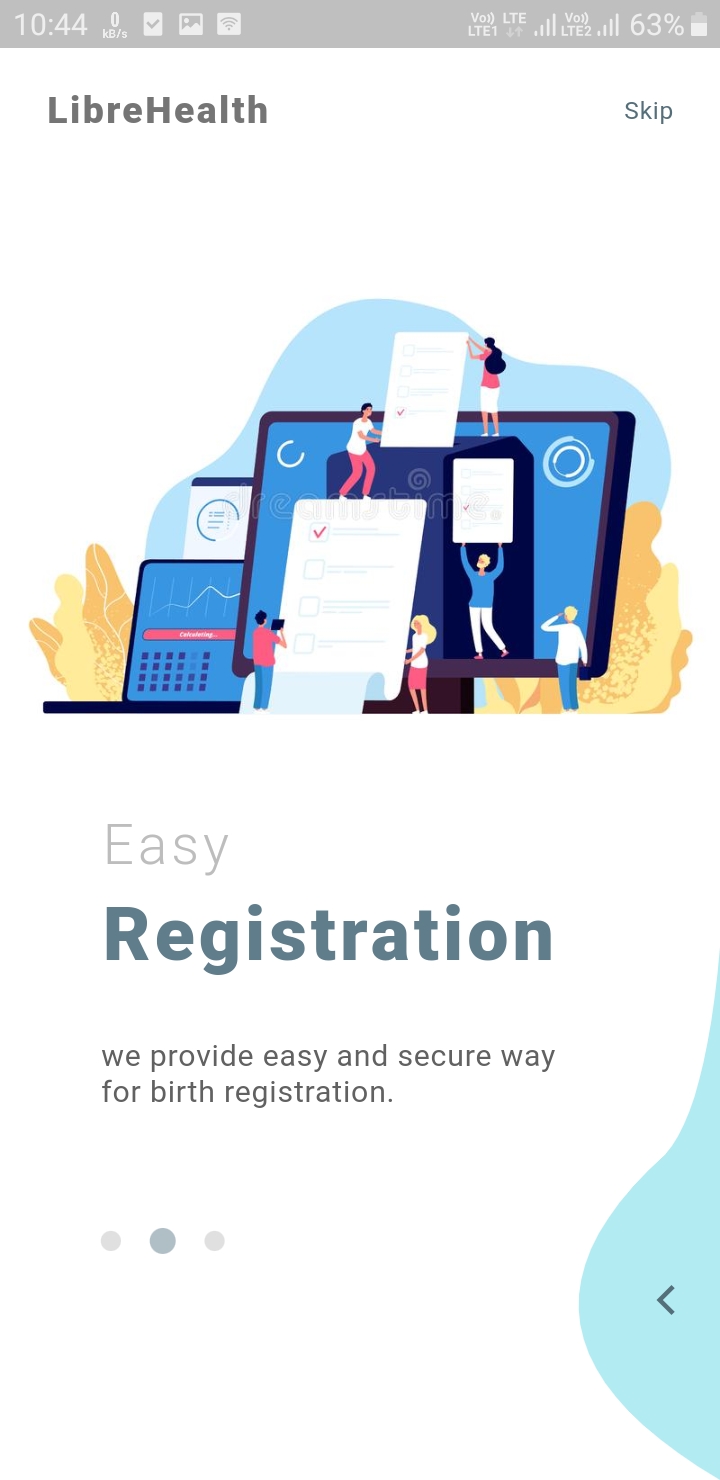 10:44 0 kB/s Vo)) LTE1 LTE Vo)) LTE2 63%
LibreHealth Skip
dreamstime.
Calculating...
Easy
Registration
we provide easy and secure way
for birth registration.